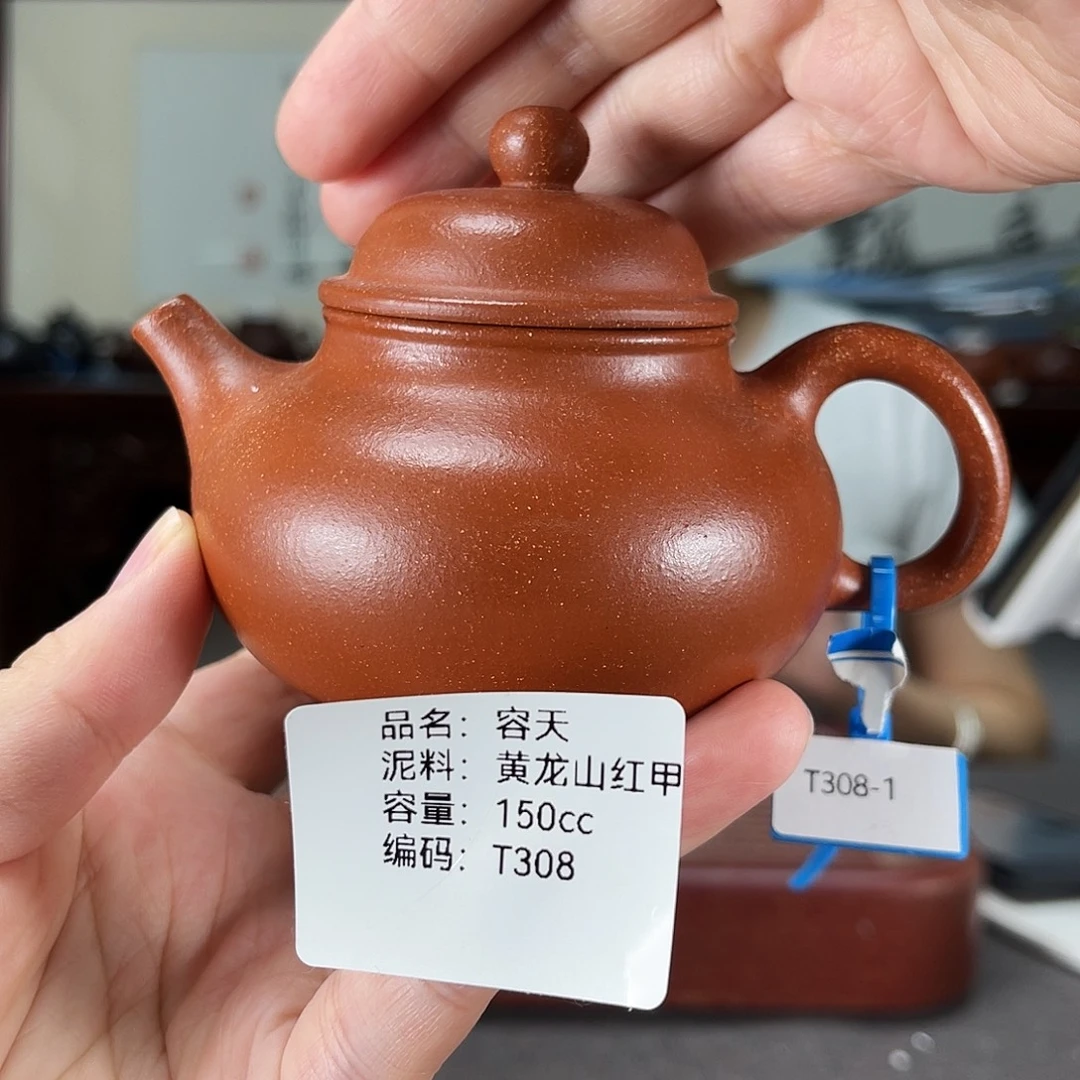 品名：容天
泥料：黄龙山红甲
容量：150cc
编码：T308
T308-1